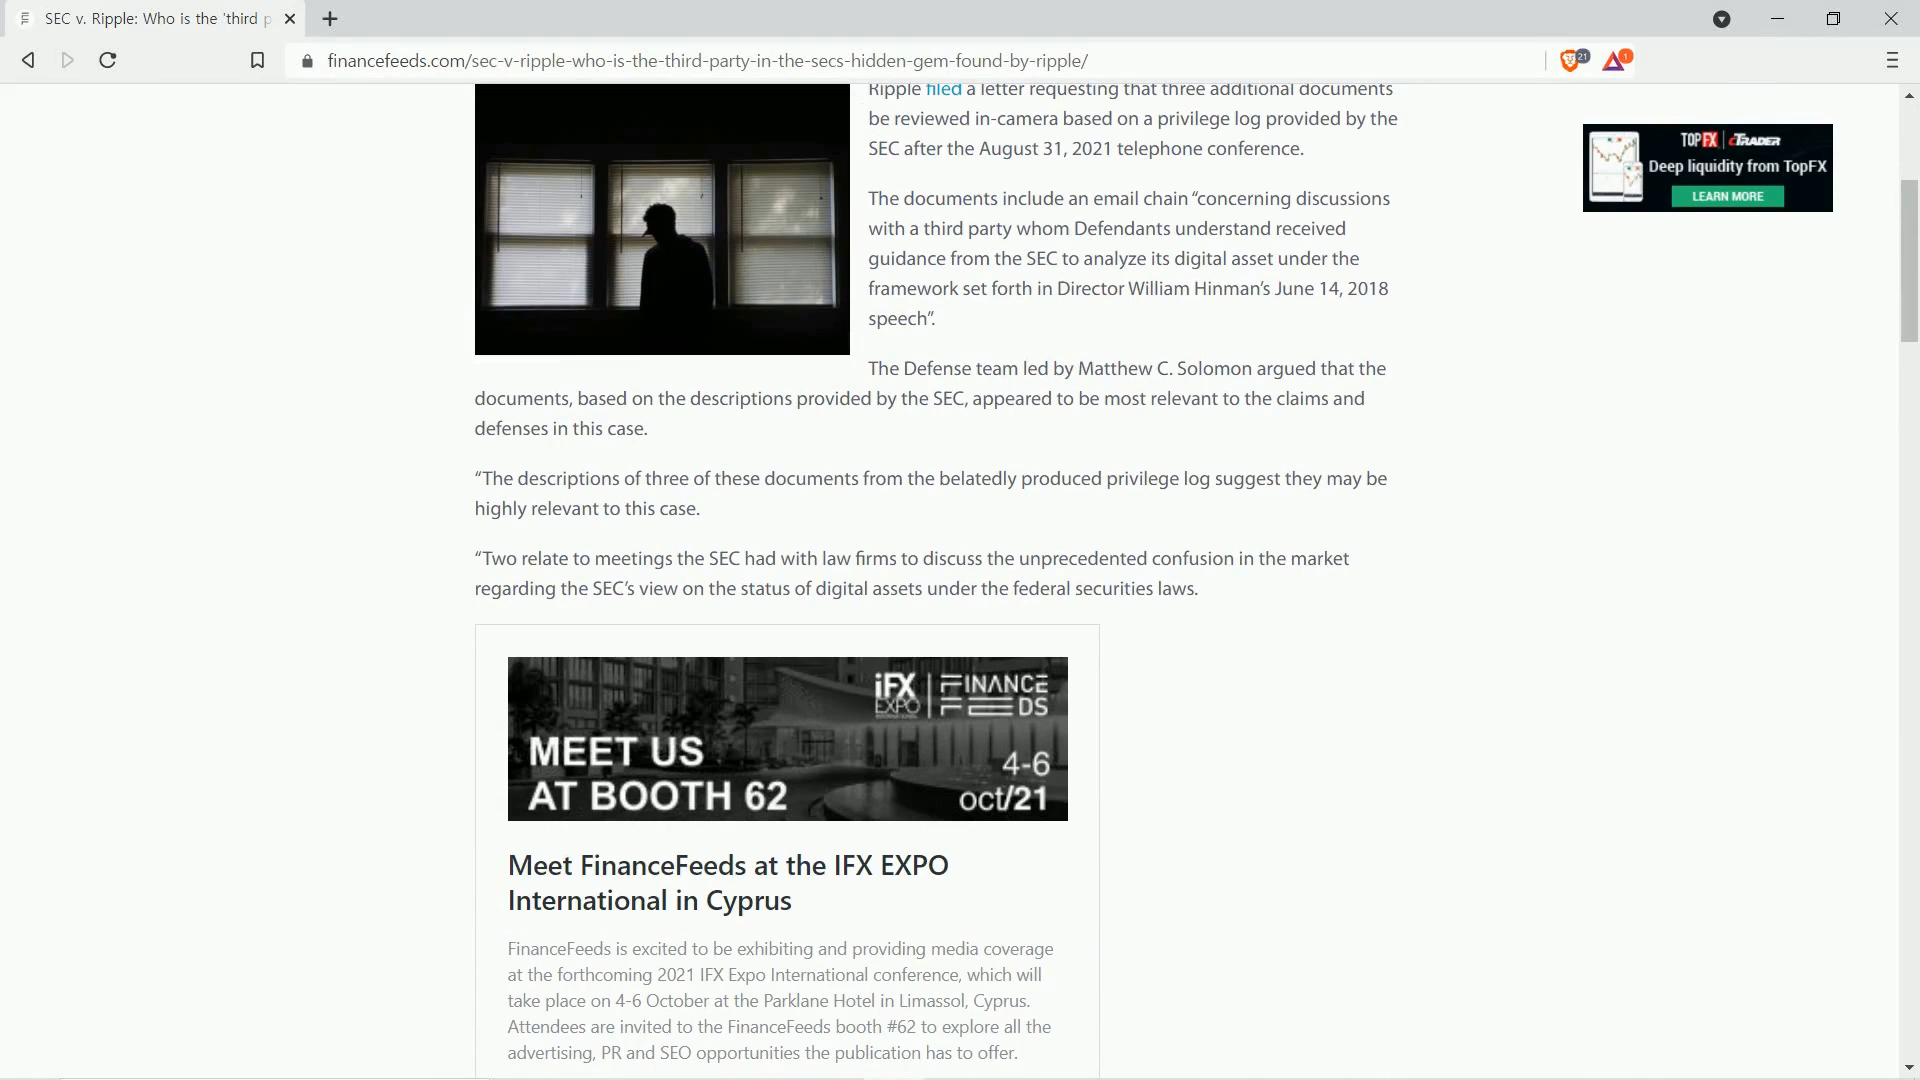 SEC v. Ripple: Who is the 'third p
financefeeds.com/sec-v-ripple-who-is-the-third-party-in-the-secs-hidden-gem-found-by-ripple/
21
1
Ripple filed a letter requesting that three additional documents
be reviewed in-camera based on a privilege log provided by the
SEC after the August 31, 2021 telephone conference.
TOPFX | cTRADER
Deep liquidity from TopFX
LEARN MORE
The documents include an email chain “concerning discussions
with a third party whom Defendants understand received
guidance from the SEC to analyze its digital asset under the
framework set forth in Director William Hinman’s June 14, 2018
speech”.
The Defense team led by Matthew C. Solomon argued that the
documents, based on the descriptions provided by the SEC, appeared to be most relevant to the claims and
defenses in this case.
“The descriptions of three of these documents from the belatedly produced privilege log suggest they may be
highly relevant to this case.
“Two relate to meetings the SEC had with law firms to discuss the unprecedented confusion in the market
regarding the SEC’s view on the status of digital assets under the federal securities laws.
iFX EXPO INTERNATIONAL | FINANCE FEEDS
MEET US
AT BOOTH 62
4-6
oct/21
Meet FinanceFeeds at the IFX EXPO
International in Cyprus
FinanceFeeds is excited to be exhibiting and providing media coverage
at the forthcoming 2021 IFX Expo International conference, which will
take place on 4-6 October at the Parklane Hotel in Limassol, Cyprus.
Attendees are invited to the FinanceFeeds booth #62 to explore all the
advertising, PR and SEO opportunities the publication has to offer.